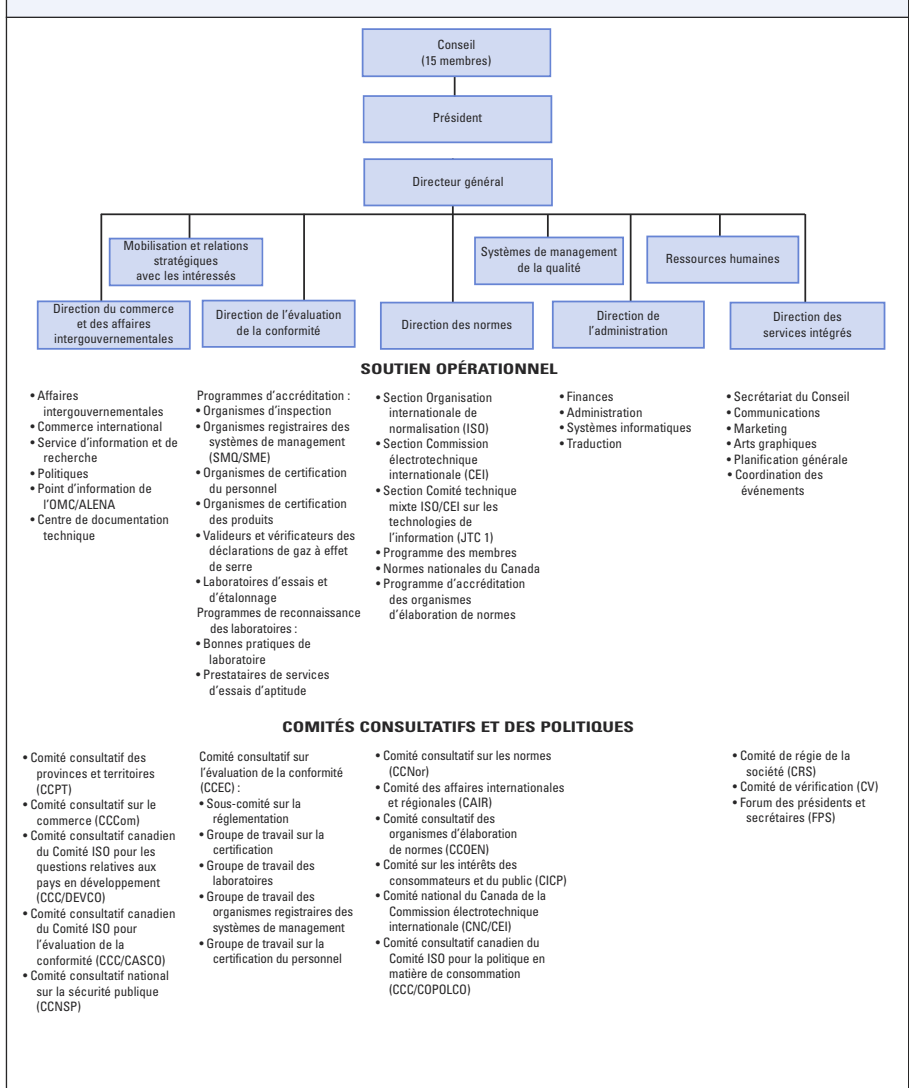 Conseil
(15 membres)
Président
Directeur général
Mobilisation et relations
stratégiques
avec les intéressés
Systèmes de management
de la qualité
Ressources humaines
Direction du commerce
et des affaires
intergouvernementales
Direction de l'évaluation
de la conformité
Direction des normes
Direction de
l'administration
Direction des
services intégrés
SOUTIEN OPÉRATIONNEL
• Affaires
intergouvernementales
• Commerce international
• Service d'information et de
recherche
• Politiques
• Point d'information de
l'OMC/ALENA
• Centre de documentation
technique
Programmes d'accréditation :
• Organismes d'inspection
• Organismes registraires des
systèmes de management
(SMQ/SME)
• Organismes de certification
du personnel
• Organismes de certification
des produits
• Valideurs et vérificateurs des
déclarations de gaz à effet
de serre
• Laboratoires d'essais et
d'étalonnage
Programmes de reconnaissance
des laboratoires :
• Bonnes pratiques de
laboratoire
• Prestataires de services
d'essais d'aptitude
• Section Organisation
internationale de
normalisation (ISO)
• Section Commission
électrotechnique
internationale (CEI)
• Section Comité technique
mixte ISO/CEI sur les
technologies de
l'information (JTC 1)
• Programme des membres
• Normes nationales du Canada
• Programme d'accréditation
des organismes
d'élaboration de normes
• Finances
• Administration
• Systèmes informatiques
• Traduction
• Secrétariat du Conseil
• Communications
• Marketing
• Arts graphiques
• Planification générale
• Coordination des
événements
COMITÉS CONSULTATIFS ET DES POLITIQUES
• Comité consultatif des
provinces et territoires
(CCPT)
• Comité consultatif sur le
commerce (CCCom)
• Comité consultatif canadien
du Comité ISO pour les
questions relatives aux
pays en développement
(CCC/DEVCO)
• Comité consultatif canadien
du Comité ISO pour
l'évaluation de la
conformité (CCC/CASCO)
• Comité consultatif national
sur la sécurité publique
(CCNSP)
Comité consultatif sur
l'évaluation de la conformité
(CCEC) :
• Sous-comité sur la
réglementation
• Groupe de travail sur la
certification
• Groupe de travail des
laboratoires
• Groupe de travail des
organismes registraires des
systèmes de management
• Groupe de travail sur la
certification du personnel
• Comité consultatif sur les normes
(CCNor)
• Comité des affaires internationales
et régionales (CAIR)
• Comité consultatif des
organismes d'élaboration
de normes (CCOEN)
• Comité sur les intérêts des
consommateurs et du public (CICP)
• Comité national du Canada de la
Commission électrotechnique
internationale (CNC/CEI)
• Comité consultatif canadien du
Comité ISO pour la politique en
matière de consommation
(CCC/COPOLCO)
• Comité de régie de la
société (CRS)
• Comité de vérification (CV)
• Forum des présidents et
secrétaires (FPS)